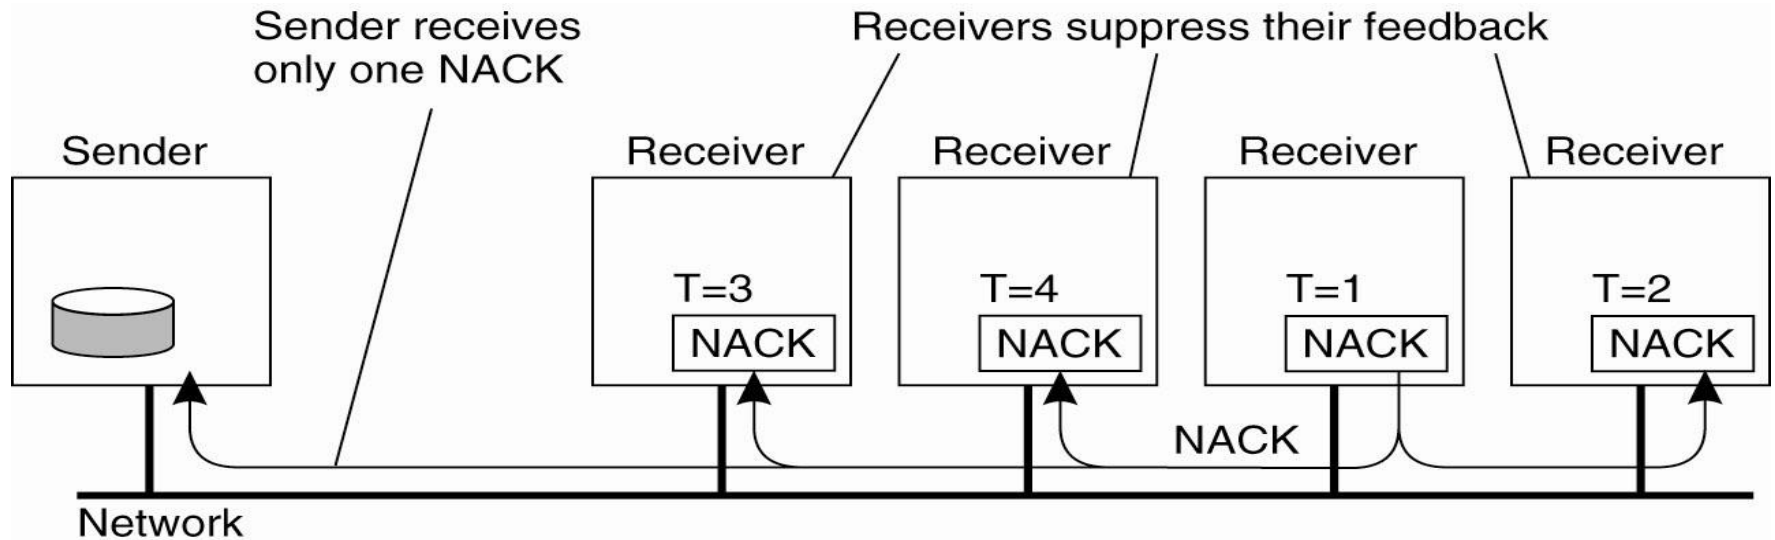 Sender receives
only one NACK
Receivers suppress their feedback
Sender
Receiver
Receiver
Receiver
Receiver
T=3
T=4
T=1
T=2
NACK
NACK
NACK
NACK
NACK
Network